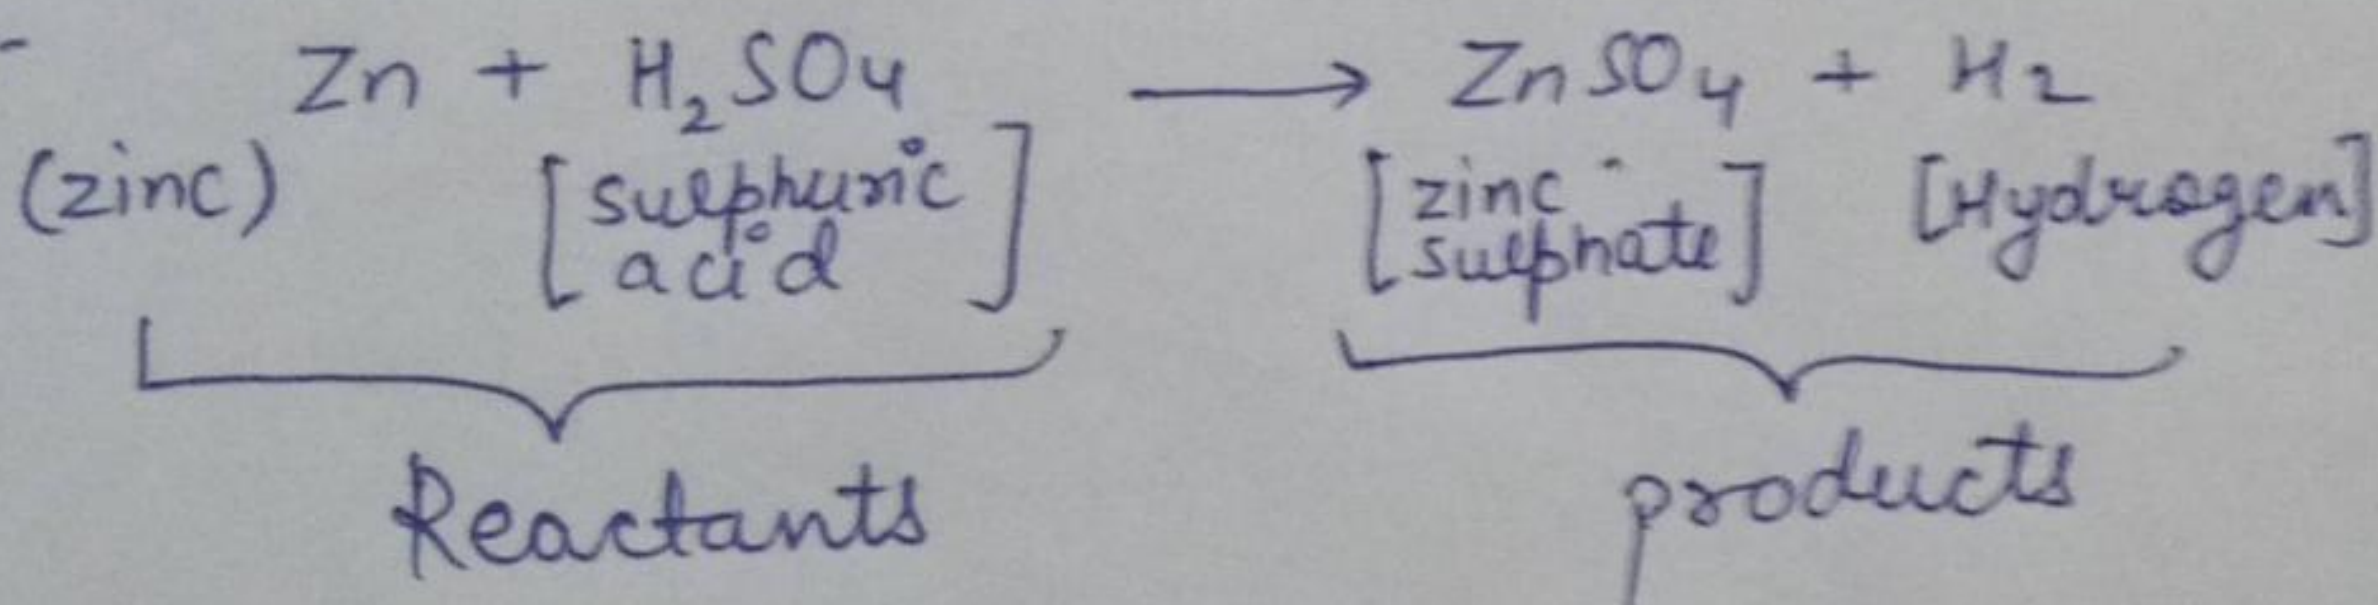 Zn + H₂SO₄ ⟶ ZnSO₄ + H₂
(zinc) [sulphuric acid] [zinc sulphate] [Hydrogen]
Reactants products